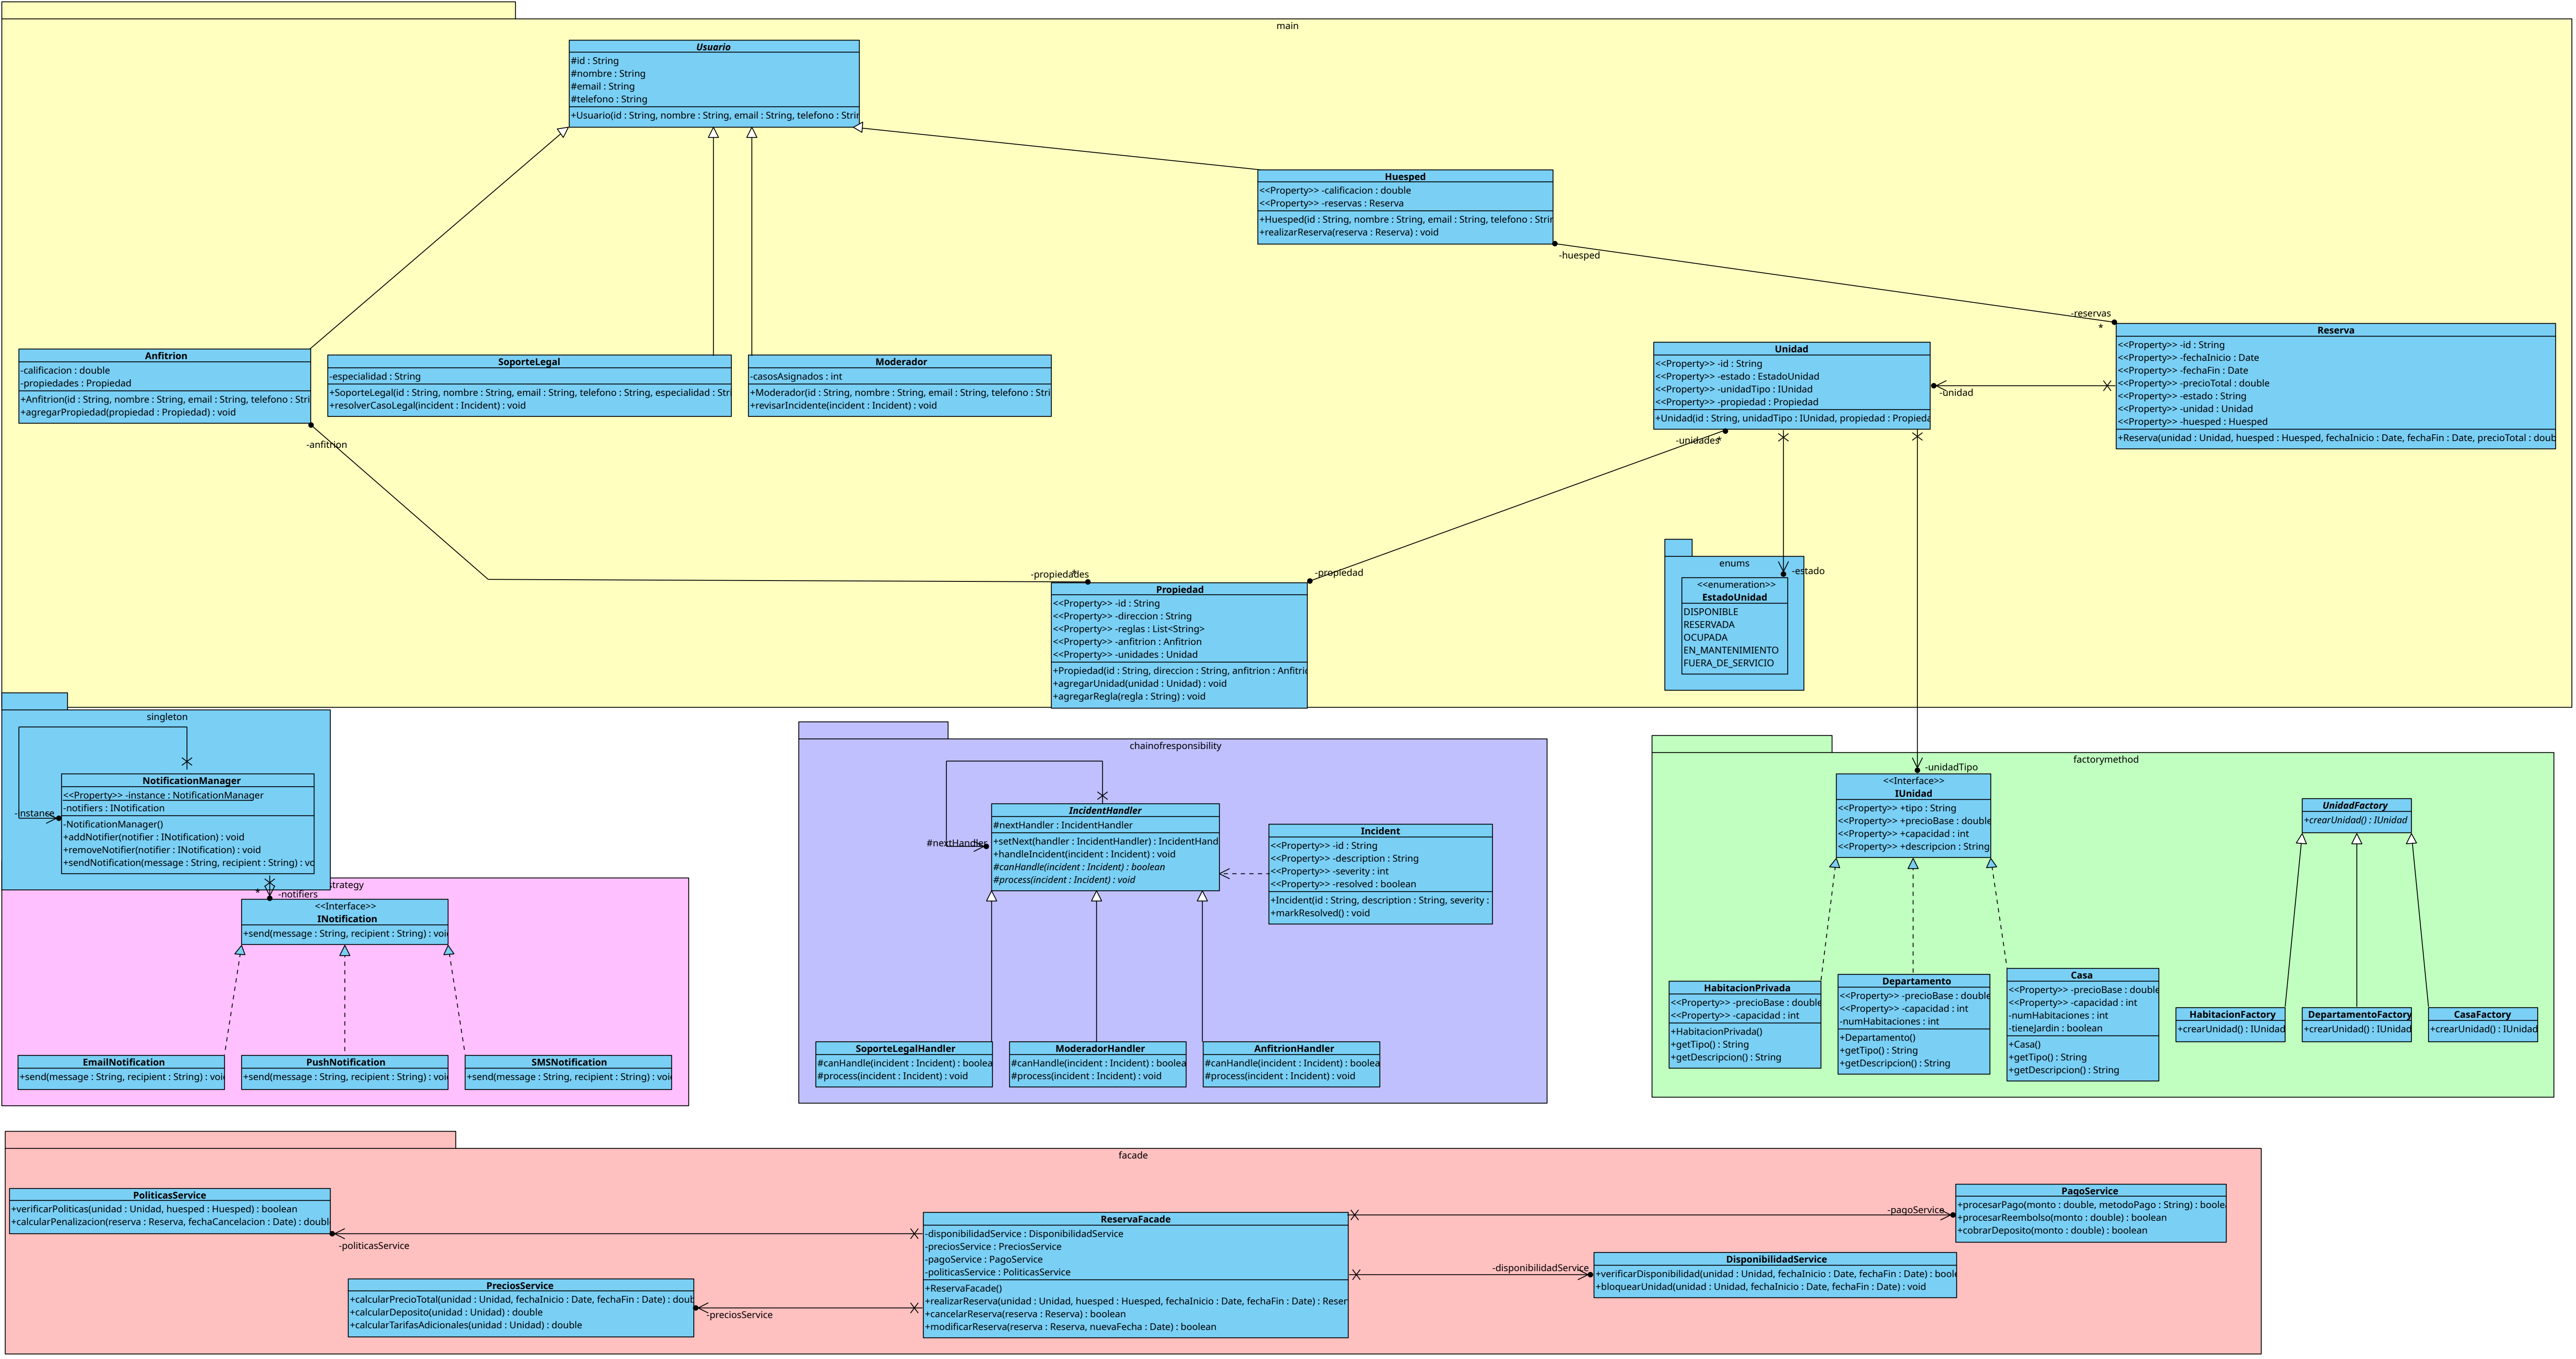 main
Usuario
#id : String
#nombre : String
#email : String
#telefono : String
+Usuario(id : String, nombre : String, email : String, telefono : Strin
Huesped
<<Property>> -calificacion : double
<<Property>> -reservas : Reserva
+Huesped(id : String, nombre : String, email : String, telefono : Strin
+realizarReserva(reserva : Reserva) : void
-huesped
-reservas
*
Anfitrion
-calificacion : double
-propiedades : Propiedad
+Anfitrion(id : String, nombre : String, email : String, telefono : Stri
+agregarPropiedad(propiedad : Propiedad) : void
-anfitrion
SoporteLegal
-especialidad : String
+SoporteLegal(id : String, nombre : String, email : String, telefono : String, especialidad : Stri
+resolverCasoLegal(incident : Incident) : void
Moderador
-casosAsignados : int
+Moderador(id : String, nombre : String, email : String, telefono : Stri
+revisarIncidente(incident : Incident) : void
Unidad
<<Property>> -id : String
<<Property>> -estado : EstadoUnidad
<<Property>> -unidadTipo : IUnidad
<<Property>> -propiedad : Propiedad
+Unidad(id : String, unidadTipo : IUnidad, propiedad : Propieda
-unidad
-unidades
*
Reserva
<<Property>> -id : String
<<Property>> -fechaInicio : Date
<<Property>> -fechaFin : Date
<<Property>> -precioTotal : double
<<Property>> -estado : String
<<Property>> -unidad : Unidad
<<Property>> -huesped : Huesped
+Reserva(unidad : Unidad, huesped : Huesped, fechaInicio : Date, fechaFin : Date, precioTotal : doub
-propiedades
*
-propiedad
Propiedad
<<Property>> -id : String
<<Property>> -direccion : String
<<Property>> -reglas : List<String>
<<Property>> -anfitrion : Anfitrion
<<Property>> -unidades : Unidad
+Propiedad(id : String, direccion : String, anfitrion : Anfitrio
+agregarUnidad(unidad : Unidad) : void
+agregarRegla(regla : String) : void
enums
-estado
<<enumeration>>
EstadoUnidad
DISPONIBLE
RESERVADA
OCUPADA
EN_MANTENIMIENTO
FUERA_DE_SERVICIO
singleton
NotificationManager
<<Property>> -instance : NotificationManager
-notifiers : INotification
-NotificationManager()
+addNotifier(notifier : INotification) : void
+removeNotifier(notifier : INotification) : void
+sendNotification(message : String, recipient : String) : vo
-instance
strategy
*
-notifiers
<<Interface>>
INotification
+send(message : String, recipient : String) : void
EmailNotification
+send(message : String, recipient : String) : void
PushNotification
+send(message : String, recipient : String) : void
SMSNotification
+send(message : String, recipient : String) : void
chainofresponsibility
IncidentHandler
#nextHandler : IncidentHandler
+setNext(handler : IncidentHandler) : IncidentHand
+handleIncident(incident : Incident) : void
#canHandle(incident : Incident) : boolean
#process(incident : Incident) : void
#nextHandler
Incident
<<Property>> -id : String
<<Property>> -description : String
<<Property>> -severity : int
<<Property>> -resolved : boolean
+Incident(id : String, description : String, severity :
+markResolved() : void
SoporteLegalHandler
#canHandle(incident : Incident) : boolea
#process(incident : Incident) : void
ModeradorHandler
#canHandle(incident : Incident) : boolea
#process(incident : Incident) : void
AnfitrionHandler
#canHandle(incident : Incident) : boolea
#process(incident : Incident) : void
factorymethod
-unidadTipo
<<Interface>>
IUnidad
<<Property>> +tipo : String
<<Property>> +precioBase : double
<<Property>> +capacidad : int
<<Property>> +descripcion : String
UnidadFactory
+crearUnidad() : IUnidad
HabitacionPrivada
<<Property>> -precioBase : double
<<Property>> -capacidad : int
+HabitacionPrivada()
+getTipo() : String
+getDescripcion() : String
Departamento
<<Property>> -precioBase : double
<<Property>> -capacidad : int
-numHabitaciones : int
+Departamento()
+getTipo() : String
+getDescripcion() : String
Casa
<<Property>> -precioBase : double
<<Property>> -capacidad : int
-numHabitaciones : int
-tieneJardin : boolean
+Casa()
+getTipo() : String
+getDescripcion() : String
HabitacionFactory
+crearUnidad() : IUnidad
DepartamentoFactory
+crearUnidad() : IUnidad
CasaFactory
+crearUnidad() : IUnidad
facade
PoliticasService
+verificarPoliticas(unidad : Unidad, huesped : Huesped) : boolean
+calcularPenalizacion(reserva : Reserva, fechaCancelacion : Date) : double
-politicasService
PreciosService
+calcularPrecioTotal(unidad : Unidad, fechaInicio : Date, fechaFin : Date) : doub
+calcularDeposito(unidad : Unidad) : double
+calcularTarifasAdicionales(unidad : Unidad) : double
-preciosService
ReservaFacade
-disponibilidadService : DisponibilidadService
-preciosService : PreciosService
-pagoService : PagoService
-politicasService : PoliticasService
+ReservaFacade()
+realizarReserva(unidad : Unidad, huesped : Huesped, fechaInicio : Date, fechaFin : Date) : Reser
+cancelarReserva(reserva : Reserva) : boolean
+modificarReserva(reserva : Reserva, nuevaFecha : Date) : boolean
-pagoService
PagoService
+procesarPago(monto : double, metodoPago : String) : boolea
+procesarReembolso(monto : double) : boolean
+cobrarDeposito(monto : double) : boolean
-disponibilidadService
DisponibilidadService
+verificarDisponibilidad(unidad : Unidad, fechaInicio : Date, fechaFin : Date) : boole
+bloquearUnidad(unidad : Unidad, fechaInicio : Date, fechaFin : Date) : void